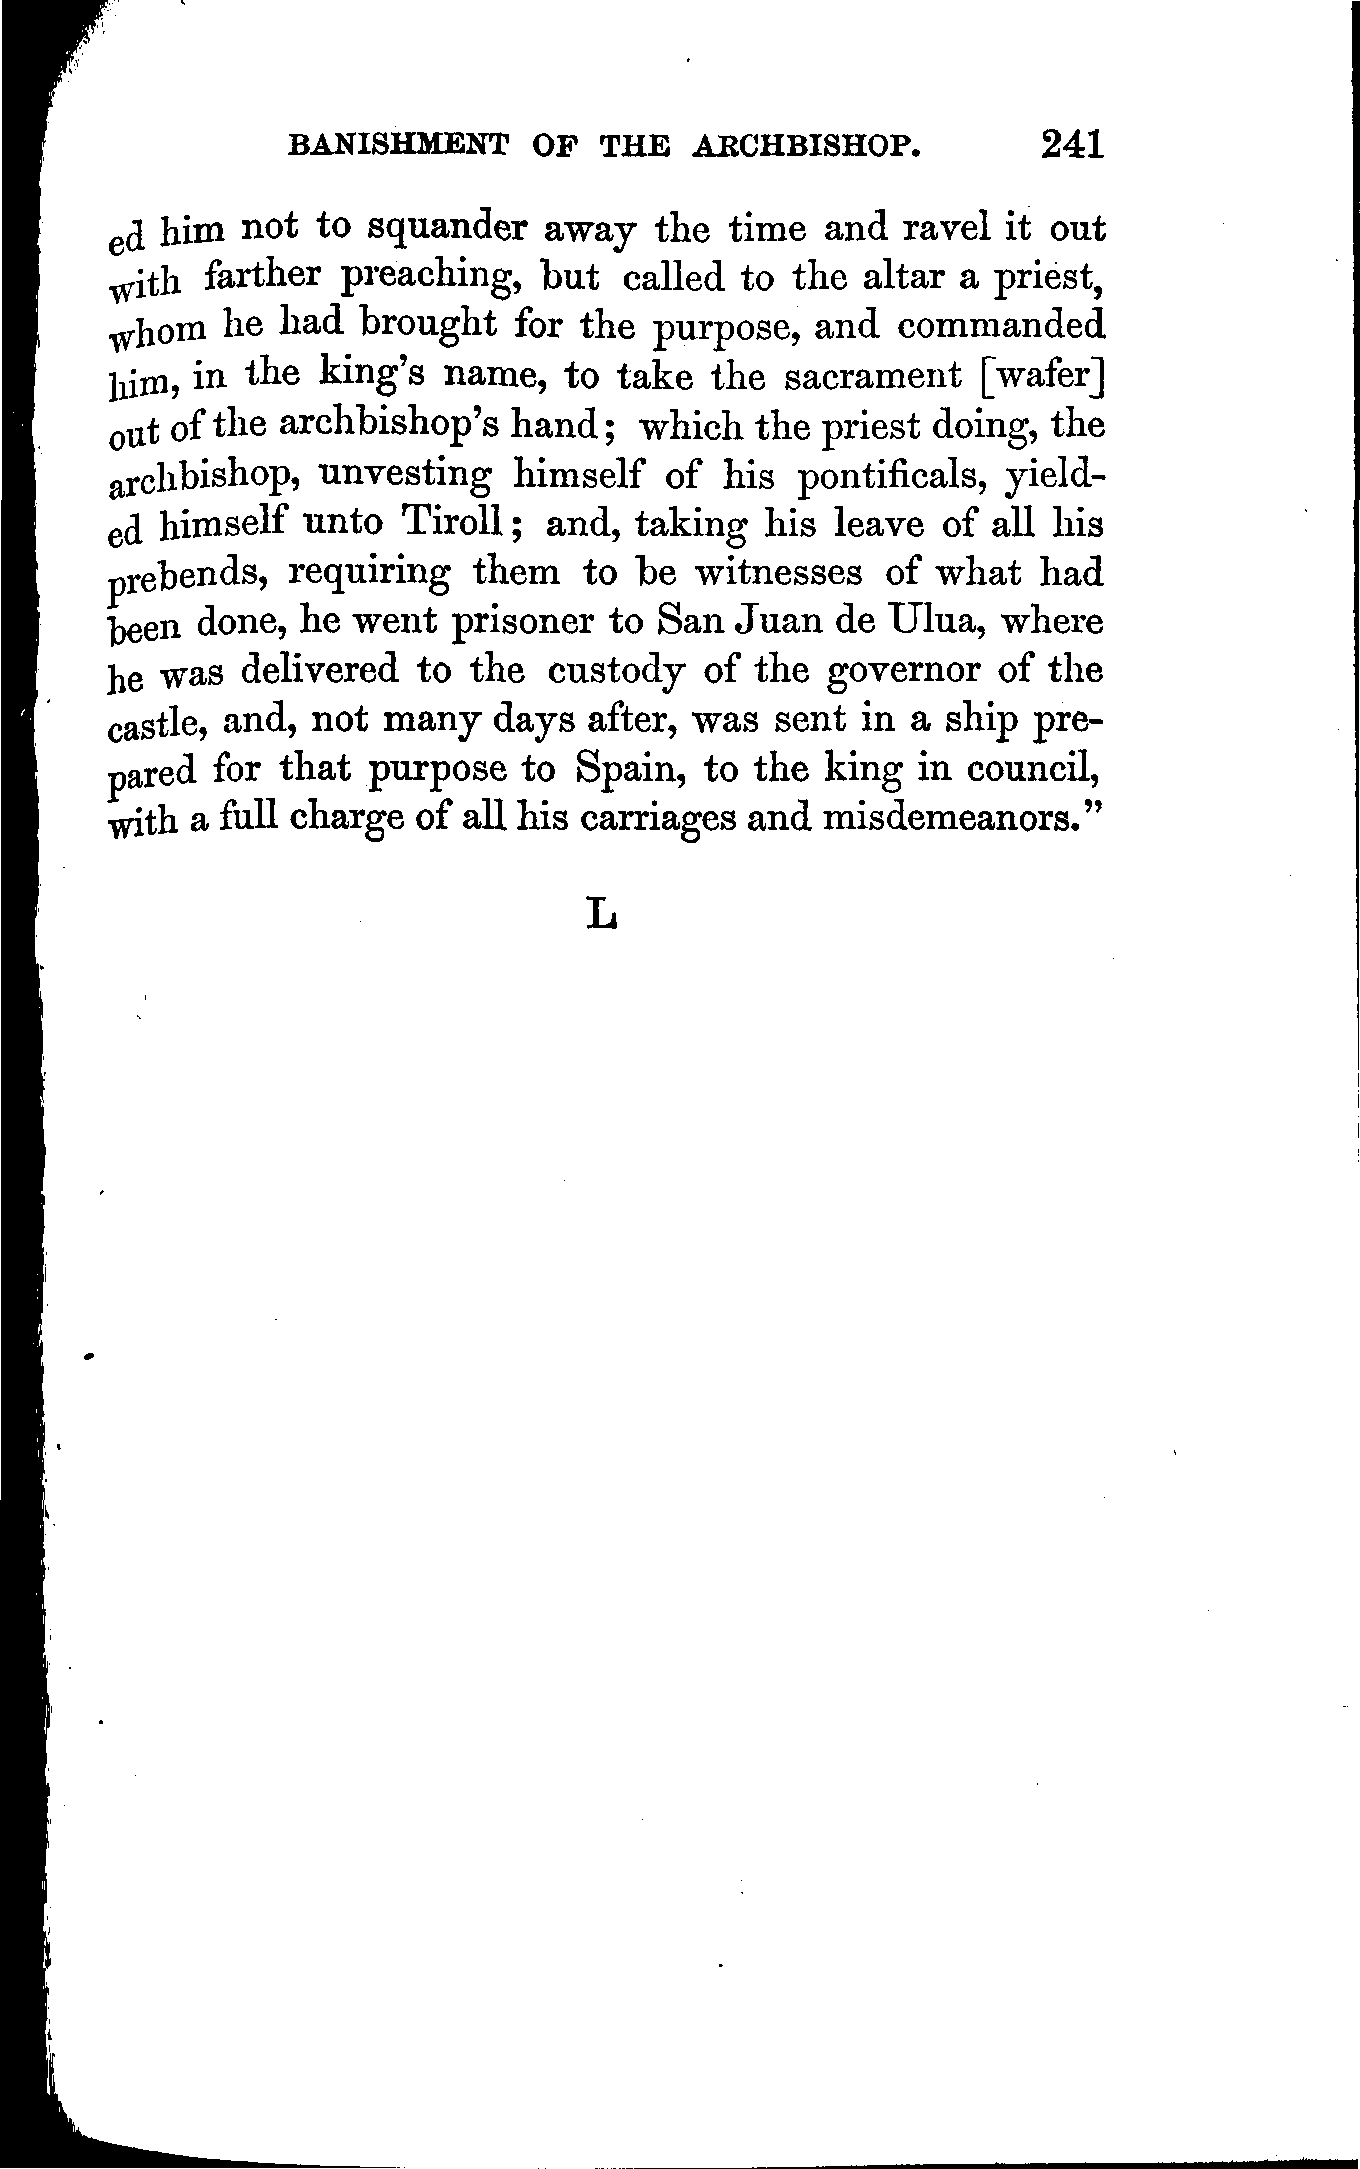 BANISHMENT OF THE ARCHBISHOP. 241
ed him not to squander away the time and ravel it out
with farther preaching, but called to the altar a priest,
whom he had brought for the purpose, and commanded
him, in the king's name, to take the sacrament [wafer]
out of the archbishop's hand; which the priest doing, the
archbishop, unvesting himself of his pontificals, yield-
ed himself unto Tiroll; and, taking his leave of all his
prebends, requiring them to be witnesses of what had
been done, he went prisoner to San Juan de Ulua, where
he was delivered to the custody of the governor of the
castle, and, not many days after, was sent in a ship pre-
pared for that purpose to Spain, to the king in council,
with a full charge of all his carriages and misdemeanors."
L